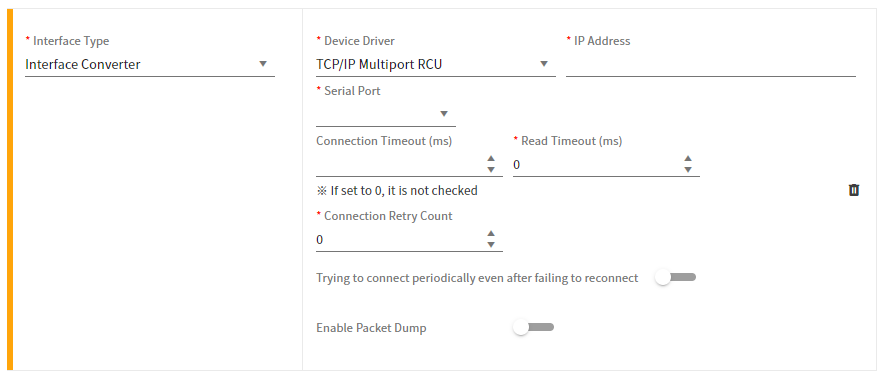 * Interface Type
Interface Converter
* Device Driver
* IP Address
TCP/IP Multiport RCU
* Serial Port
Connection Timeout (ms)
* Read Timeout (ms)
0
※ If set to 0, it is not checked
* Connection Retry Count
0
Trying to connect periodically even after failing to reconnect
Enable Packet Dump